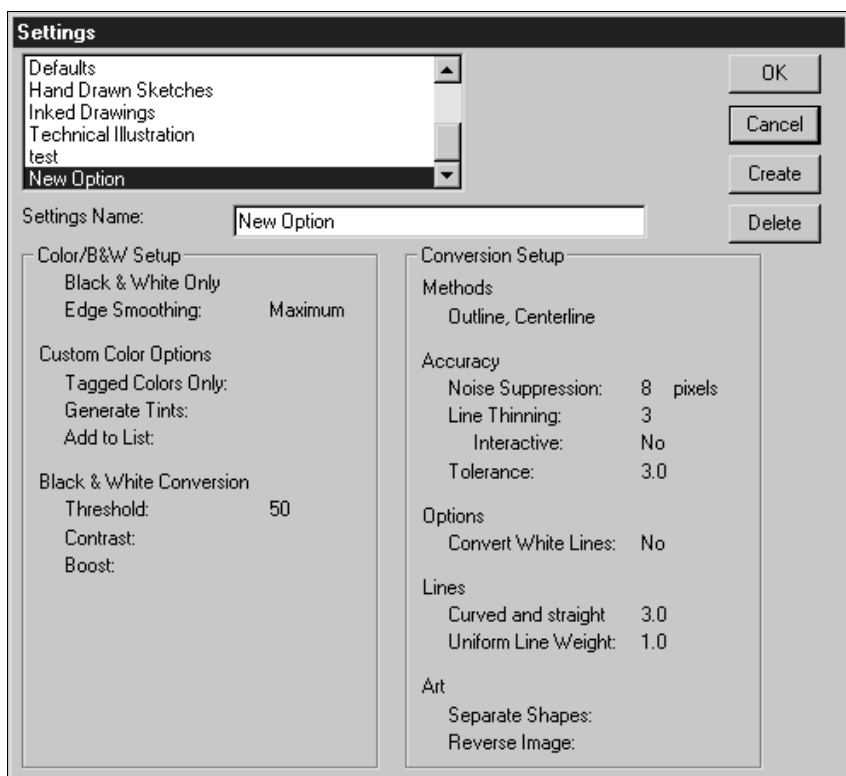 Settings
Defaults
Hand Drawn Sketches
Inked Drawings
Technical Illustration
test
New Option
OK
Cancel
Create
Delete
Settings Name: New Option
Color/B&W Setup
Black & White Only
Edge Smoothing: Maximum
Custom Color Options
Tagged Colors Only:
Generate Tints:
Add to List:
Black & White Conversion
Threshold: 50
Contrast:
Boost:
Conversion Setup
Methods
Outline, Centerline
Accuracy
Noise Suppression: 8 pixels
Line Thinning: 3
Interactive: No
Tolerance: 3.0
Options
Convert White Lines: No
Lines
Curved and straight 3.0
Uniform Line Weight: 1.0
Art
Separate Shapes:
Reverse Image: